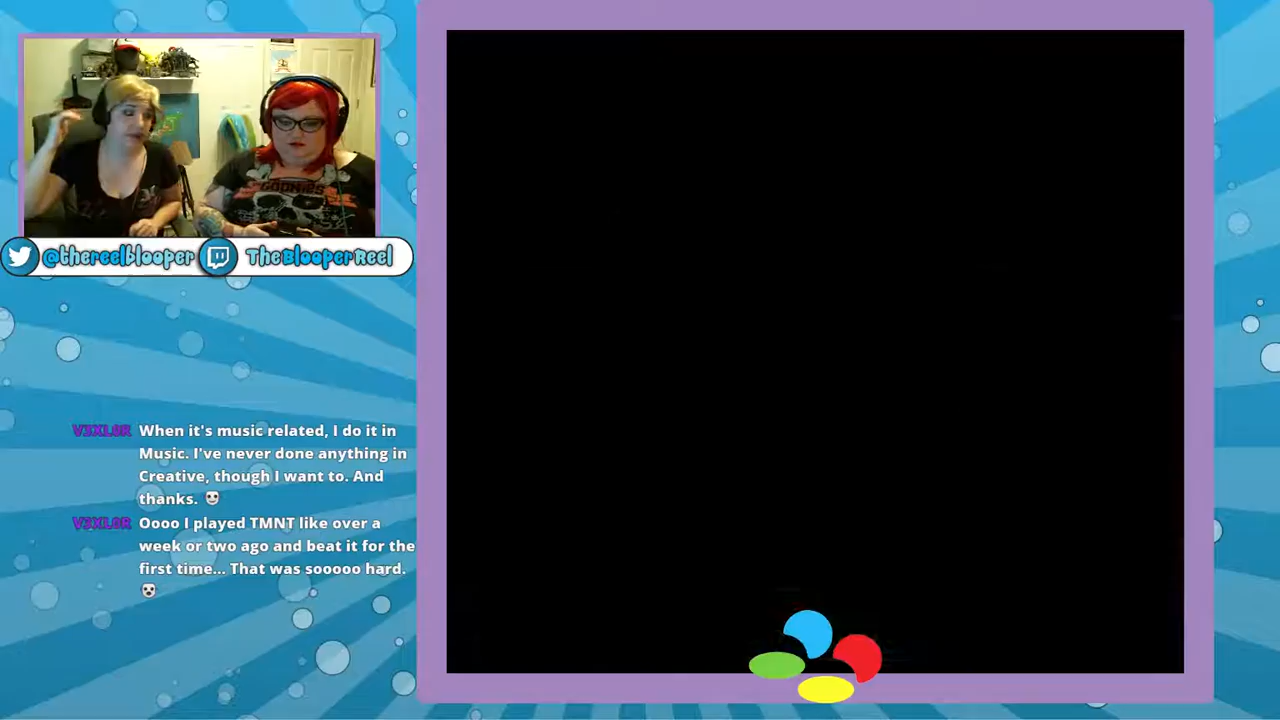 GOONIES
@thereelblooper TheBlooperReel
V3XL0R When it's music related, I do it in
Music. I've never done anything in
Creative, though I want to. And
thanks.
V3XL0R Oooo I played TMNT like over a
week or two ago and beat it for the
first time... That was sooooo hard.